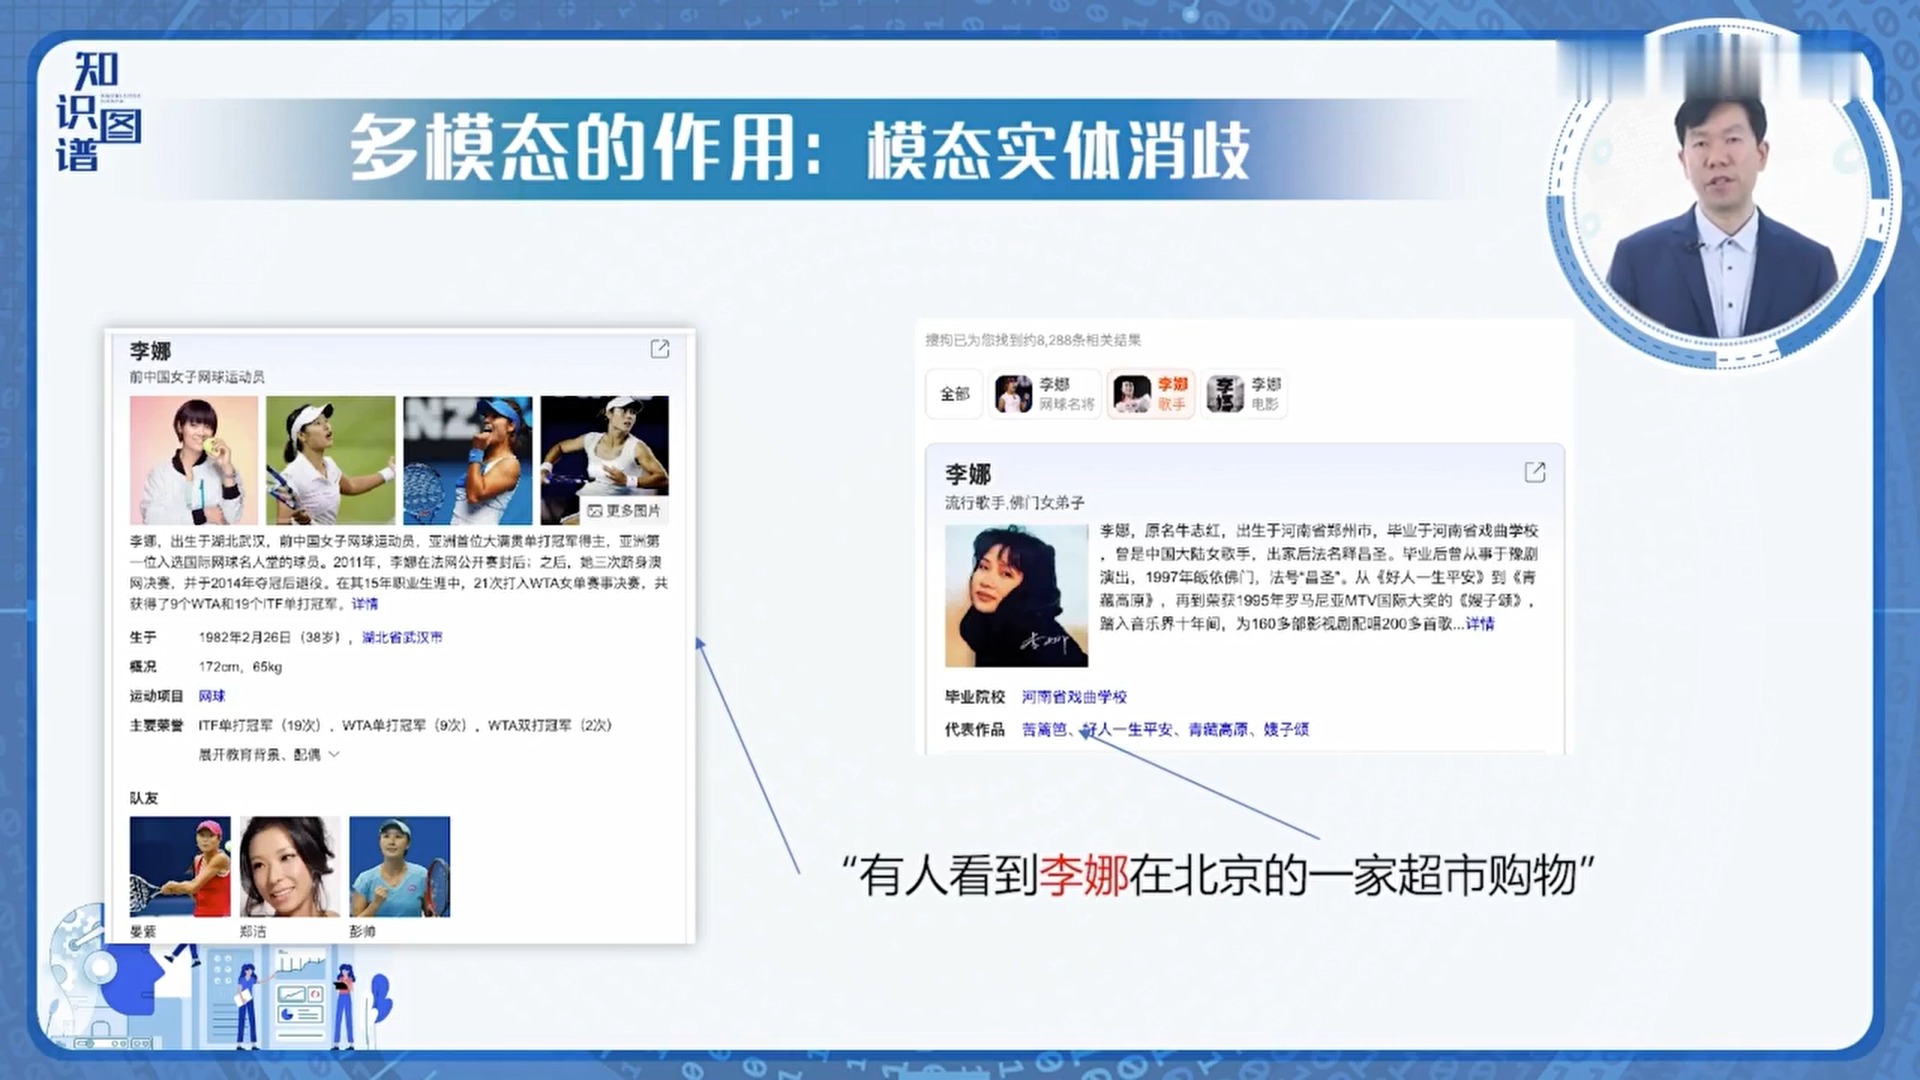 知识图谱
多模态的作用：模态实体消歧
李娜
前中国女子网球运动员
更多图片
李娜，出生于湖北武汉，前中国女子网球运动员，亚洲首位大满贯单打冠军得主，亚洲第
一位入选国际网球名人堂的球员。2011年，李娜在法网公开赛封后；之后，她三次跻身澳
网决赛，并于2014年夺冠后退役。在其15年职业生涯中，21次打入WTA女单赛事决赛，共
获得了9个WTA和19个ITF单打冠军。详情
生于 1982年2月26日（38岁），湖北省武汉市
概况 172cm，65kg
运动项目 网球
主要荣誉 ITF单打冠军（19次），WTA单打冠军（9次），WTA双打冠军（2次）
展开教育背景、配偶
队友
晏紫 郑洁 彭帅
搜狗已为您找到约8,288条相关结果
全部
李娜
网球名将
李娜
歌手
李娜
电影
李娜
流行歌手,佛门女弟子
李娜，原名牛志红，出生于河南省郑州市，毕业于河南省戏曲学校
，曾是中国大陆女歌手，出家后法名释昌圣。毕业后曾从事于豫剧
演出，1997年皈依佛门，法号“昌圣”。从《好人一生平安》到《青
藏高原》，再到荣获1995年罗马尼亚MTV国际大奖的《嫂子颂》，
踏入音乐界十年间，为160多部影视剧配唱200多首歌...详情
毕业院校 河南省戏曲学校
代表作品 苦篱笆、好人一生平安、青藏高原、嫂子颂
“有人看到李娜在北京的一家超市购物”